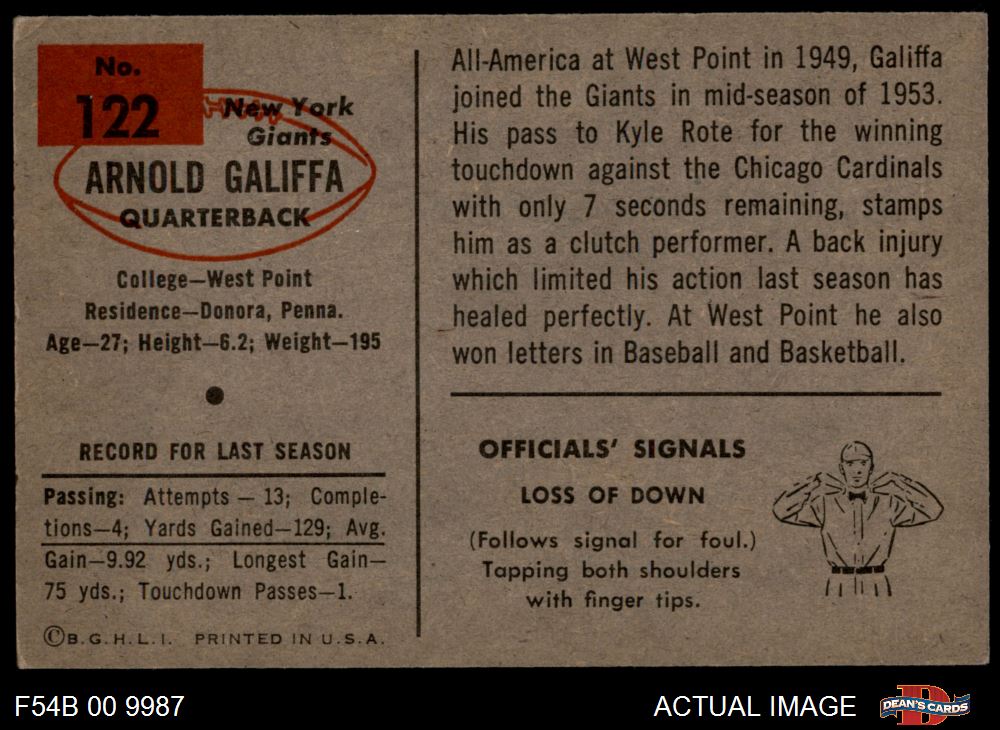 No.
122
New York
Giants
ARNOLD GALIFFA
QUARTERBACK
College—West Point
Residence—Donora, Penna.
Age—27; Height—6.2; Weight—195
RECORD FOR LAST SEASON
Passing: Attempts — 13; Comple-
tions—4; Yards Gained—129; Avg.
Gain—9.92 yds.; Longest Gain—
75 yds.; Touchdown Passes—1.
©B.G.H.L.I. PRINTED IN U.S.A.
All-America at West Point in 1949, Galiffa
joined the Giants in mid-season of 1953.
His pass to Kyle Rote for the winning
touchdown against the Chicago Cardinals
with only 7 seconds remaining, stamps
him as a clutch performer. A back injury
which limited his action last season has
healed perfectly. At West Point he also
won letters in Baseball and Basketball.
OFFICIALS' SIGNALS
LOSS OF DOWN
(Follows signal for foul.)
Tapping both shoulders
with finger tips.
F54B 00 9987
ACTUAL IMAGE
D
DEAN'S CARDS